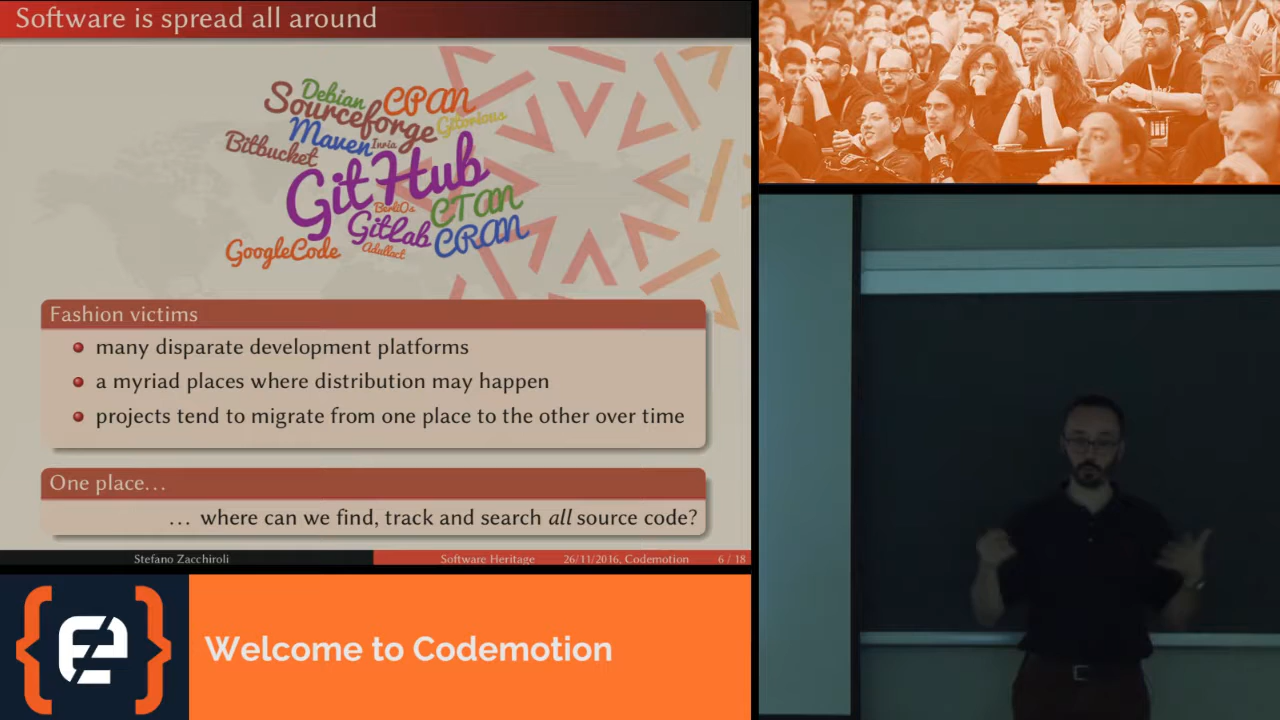 Software is spread all around
Debian
CPAN
Sourceforge
Gitorious
Maven
Inria
Bitbucket
GitHub
BerliOs
CTAN
GitLab
CRAN
GoogleCode
Adullact
Fashion victims
many disparate development platforms
a myriad places where distribution may happen
projects tend to migrate from one place to the other over time
One place…
… where can we find, track and search all source code?
Stefano Zacchiroli
Software Heritage
26/11/2016, Codemotion
6 / 18
Welcome to Codemotion